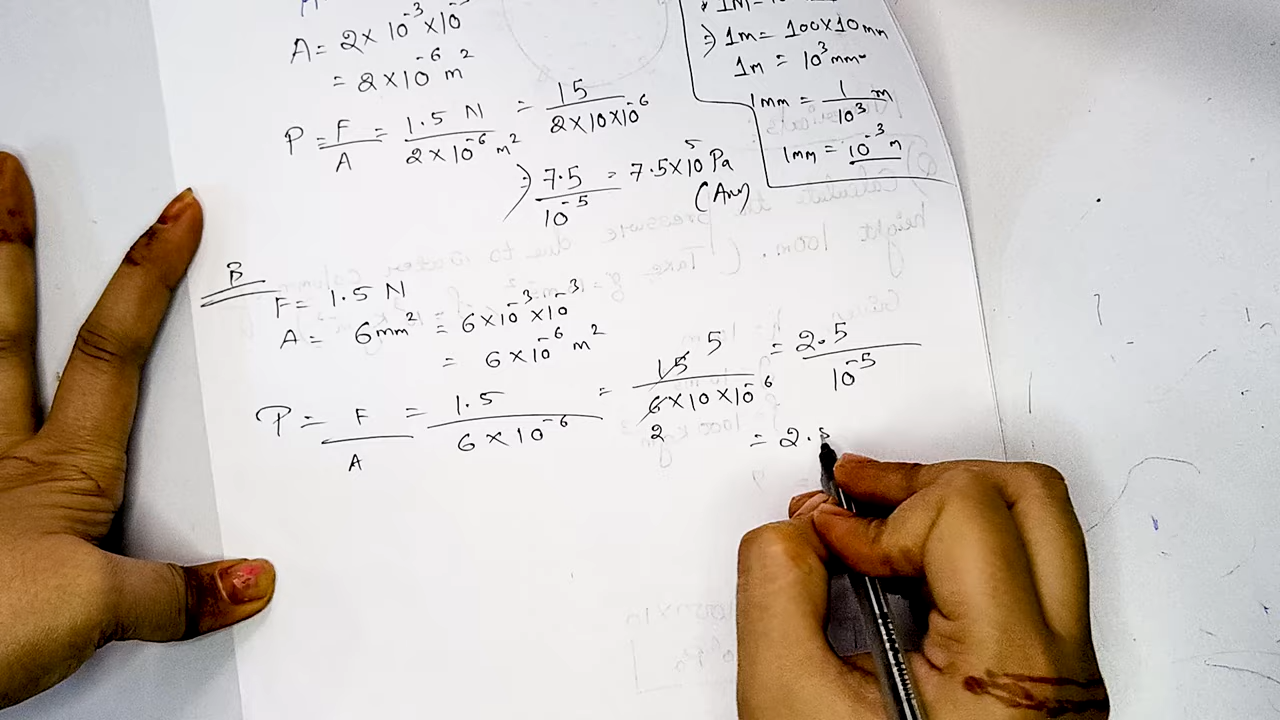 A = 2 × 10⁻³ × 10⁻³
= 2 × 10⁻⁶ m²
P = F/A = 1.5 N / 2 × 10⁻⁶ m² = 15 / 2 × 10 × 10⁻⁶
⇒ 7.5 / 10⁻⁵ = 7.5 × 10⁵ Pa
(Ans)
⇒ 1m = 100 × 10 mm
1m = 10³ mm
1mm = 1 / 10³ m
1mm = 10⁻³ m
B
F = 1.5 N
A = 6 mm² = 6 × 10⁻³ × 10⁻³
= 6 × 10⁻⁶ m²
P = F/A = 1.5 / 6 × 10⁻⁶ = 15 5 / 6 × 10 × 10⁻⁶ 2 = 2.5 / 10⁻⁵
= 2.5